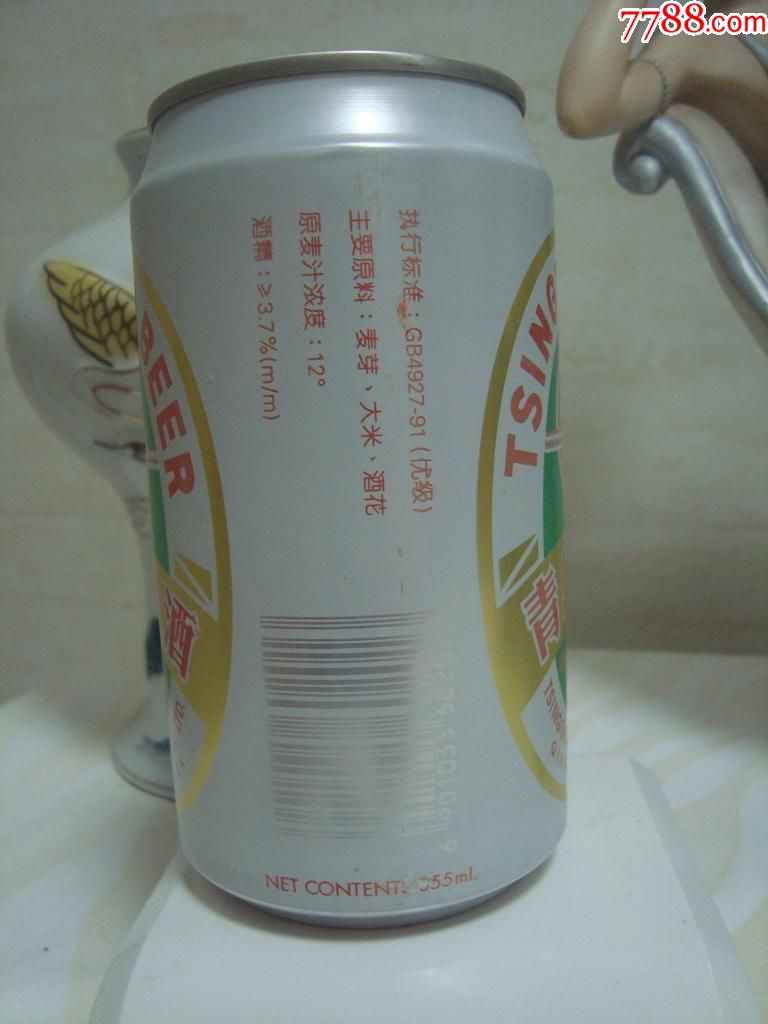 7788.com
执行标准：GB4927-91（优级）
主要原料：麦芽、大米、酒花
原麦汁浓度：12°
酒精：≥3.7%(m/m)
BEER
酒
TSING
青
NET CONTENT 355ml.